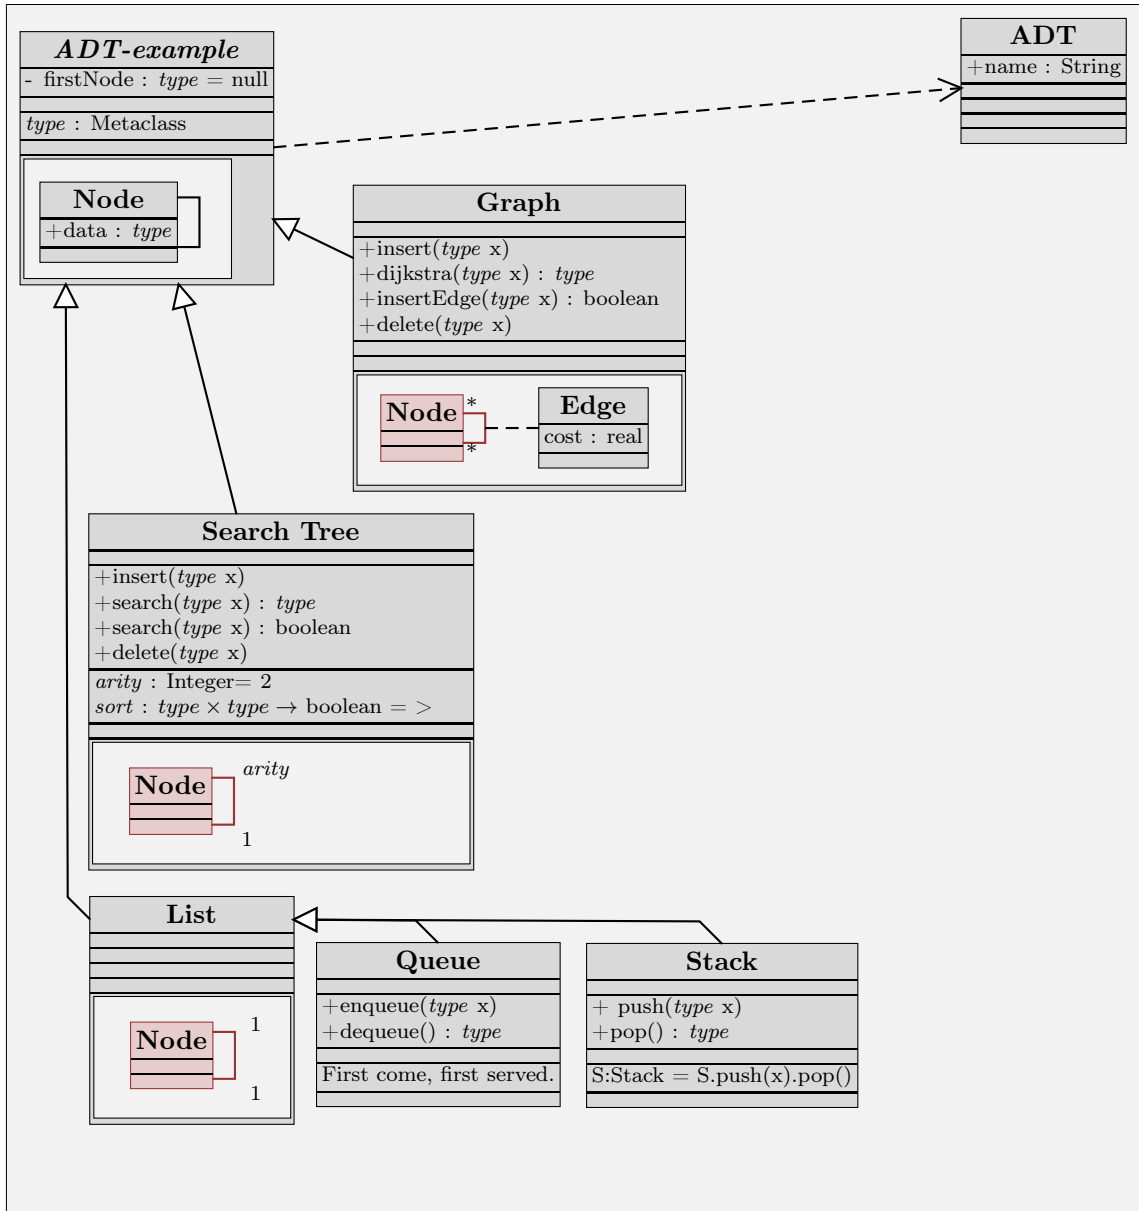 ADT-example
- firstNode : type = null
type : Metaclass
Node
+data : type
ADT
+name : String
Graph
+insert(type x)
+dijkstra(type x) : type
+insertEdge(type x) : boolean
+delete(type x)
Node
*
*
Edge
cost : real
Search Tree
+insert(type x)
+search(type x) : type
+search(type x) : boolean
+delete(type x)
arity : Integer= 2
sort : type × type → boolean = >
Node
arity
1
List
Node
1
1
Queue
+enqueue(type x)
+dequeue() : type
First come, first served.
Stack
+ push(type x)
+pop() : type
S:Stack = S.push(x).pop()